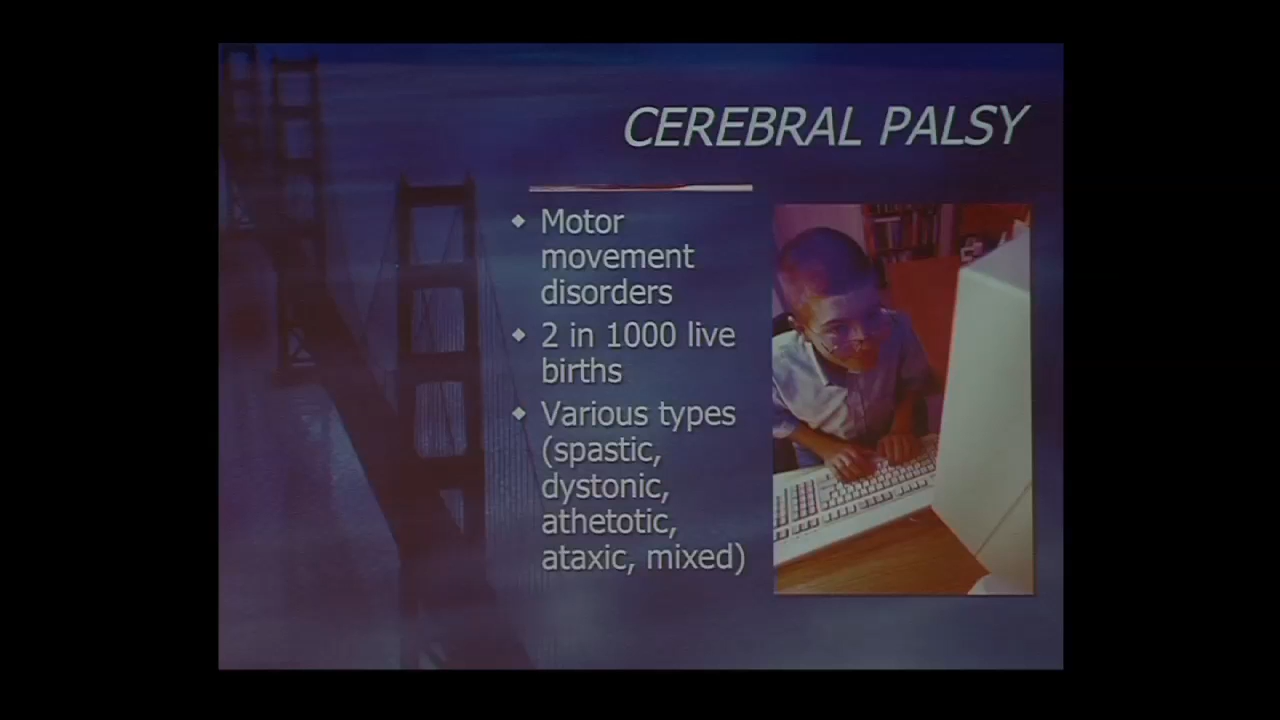 CEREBRAL PALSY
Motor
movement
disorders
2 in 1000 live
births
Various types
(spastic,
dystonic,
athetotic,
ataxic, mixed)